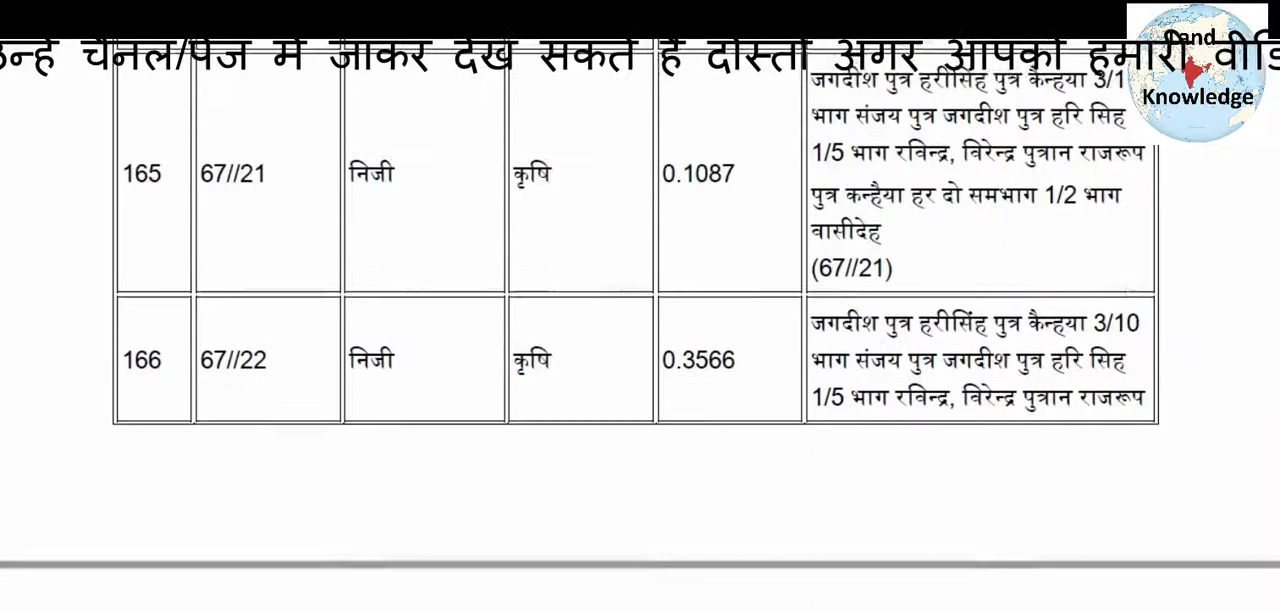 उन्हें चैनल/पेज में जाकर देख सकते हैं दोस्तों अगर आपको हमारी
and
Knowledge
जगदीश पुत्र हरीसिंह पुत्र कैन्हया 3/1
भाग संजय पुत्र जगदीश पुत्र हरि सिह
165 67//21 निजी कृषि 0.1087 1/5 भाग रविन्द्र, विरेन्द्र पुत्रान राजरूप
पुत्र कन्हैया हर दो समभाग 1/2 भाग
वासीदेह
(67//21)
जगदीश पुत्र हरीसिंह पुत्र कैन्हया 3/10
166 67//22 निजी कृषि 0.3566 भाग संजय पुत्र जगदीश पुत्र हरि सिह
1/5 भाग रविन्द्र, विरेन्द्र पुत्रान राजरूप